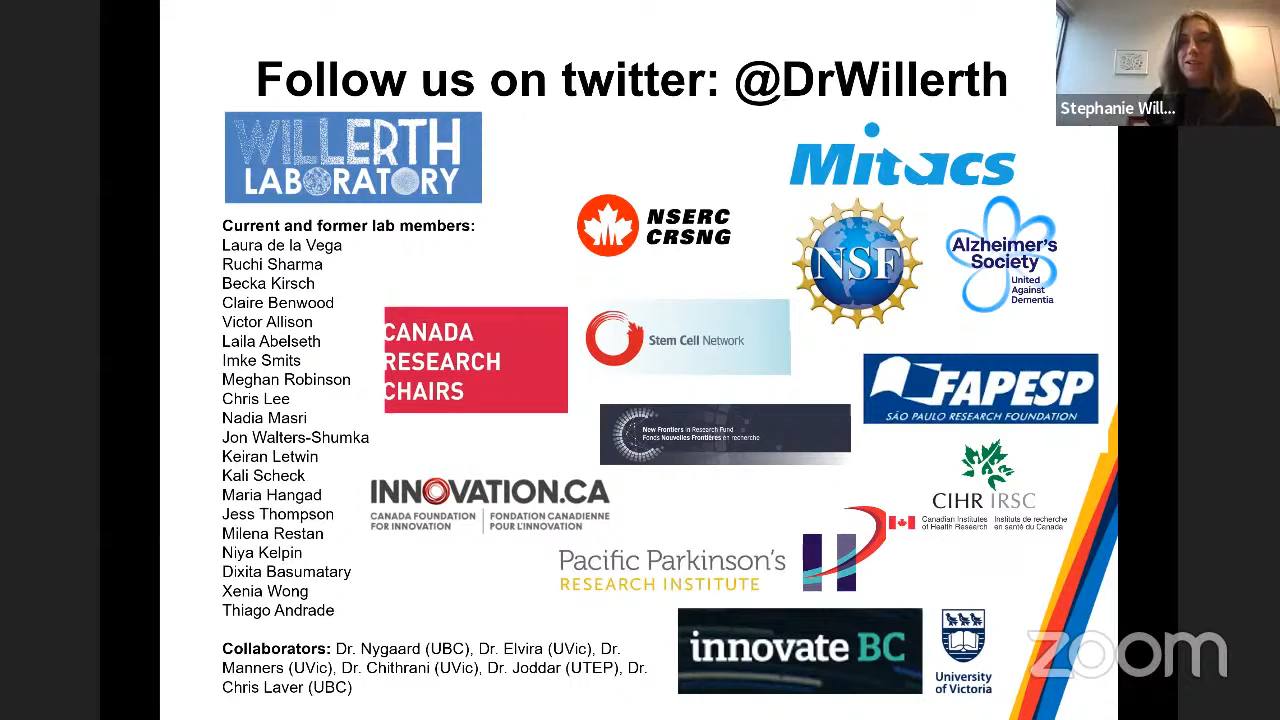 Follow us on twitter: @DrWillerth
Stephanie Will...
WILLERTH
LABORATORY
Mitacs
NSERC
CRSNG
NSF
Alzheimer's
Society
United
Against
Dementia
Current and former lab members:
Laura de la Vega
Ruchi Sharma
Becka Kirsch
Claire Benwood
Victor Allison
Laila Abelseth
Imke Smits
Meghan Robinson
Chris Lee
Nadia Masri
Jon Walters-Shumka
Keiran Letwin
Kali Scheck
Maria Hangad
Jess Thompson
Milena Restan
Niya Kelpin
Dixita Basumatary
Xenia Wong
Thiago Andrade
CANADA
RESEARCH
CHAIRS
Stem Cell Network
FAPESP
SÃO PAULO RESEARCH FOUNDATION
New Frontiers in Research Fund
Fonds Nouvelles Frontières en recherche
INNOVATION.CA
CANADA FOUNDATION
FOR INNOVATION
FONDATION CANADIENNE
POUR L'INNOVATION
CIHR IRSC
Canadian Institutes
of Health Research
Instituts de recherche
en santé du Canada
Pacific Parkinson's
RESEARCH INSTITUTE
innovate BC
University
of Victoria
Collaborators: Dr. Nygaard (UBC), Dr. Elvira (UVic), Dr.
Manners (UVic), Dr. Chithrani (UVic), Dr. Joddar (UTEP), Dr.
Chris Laver (UBC)
zoom